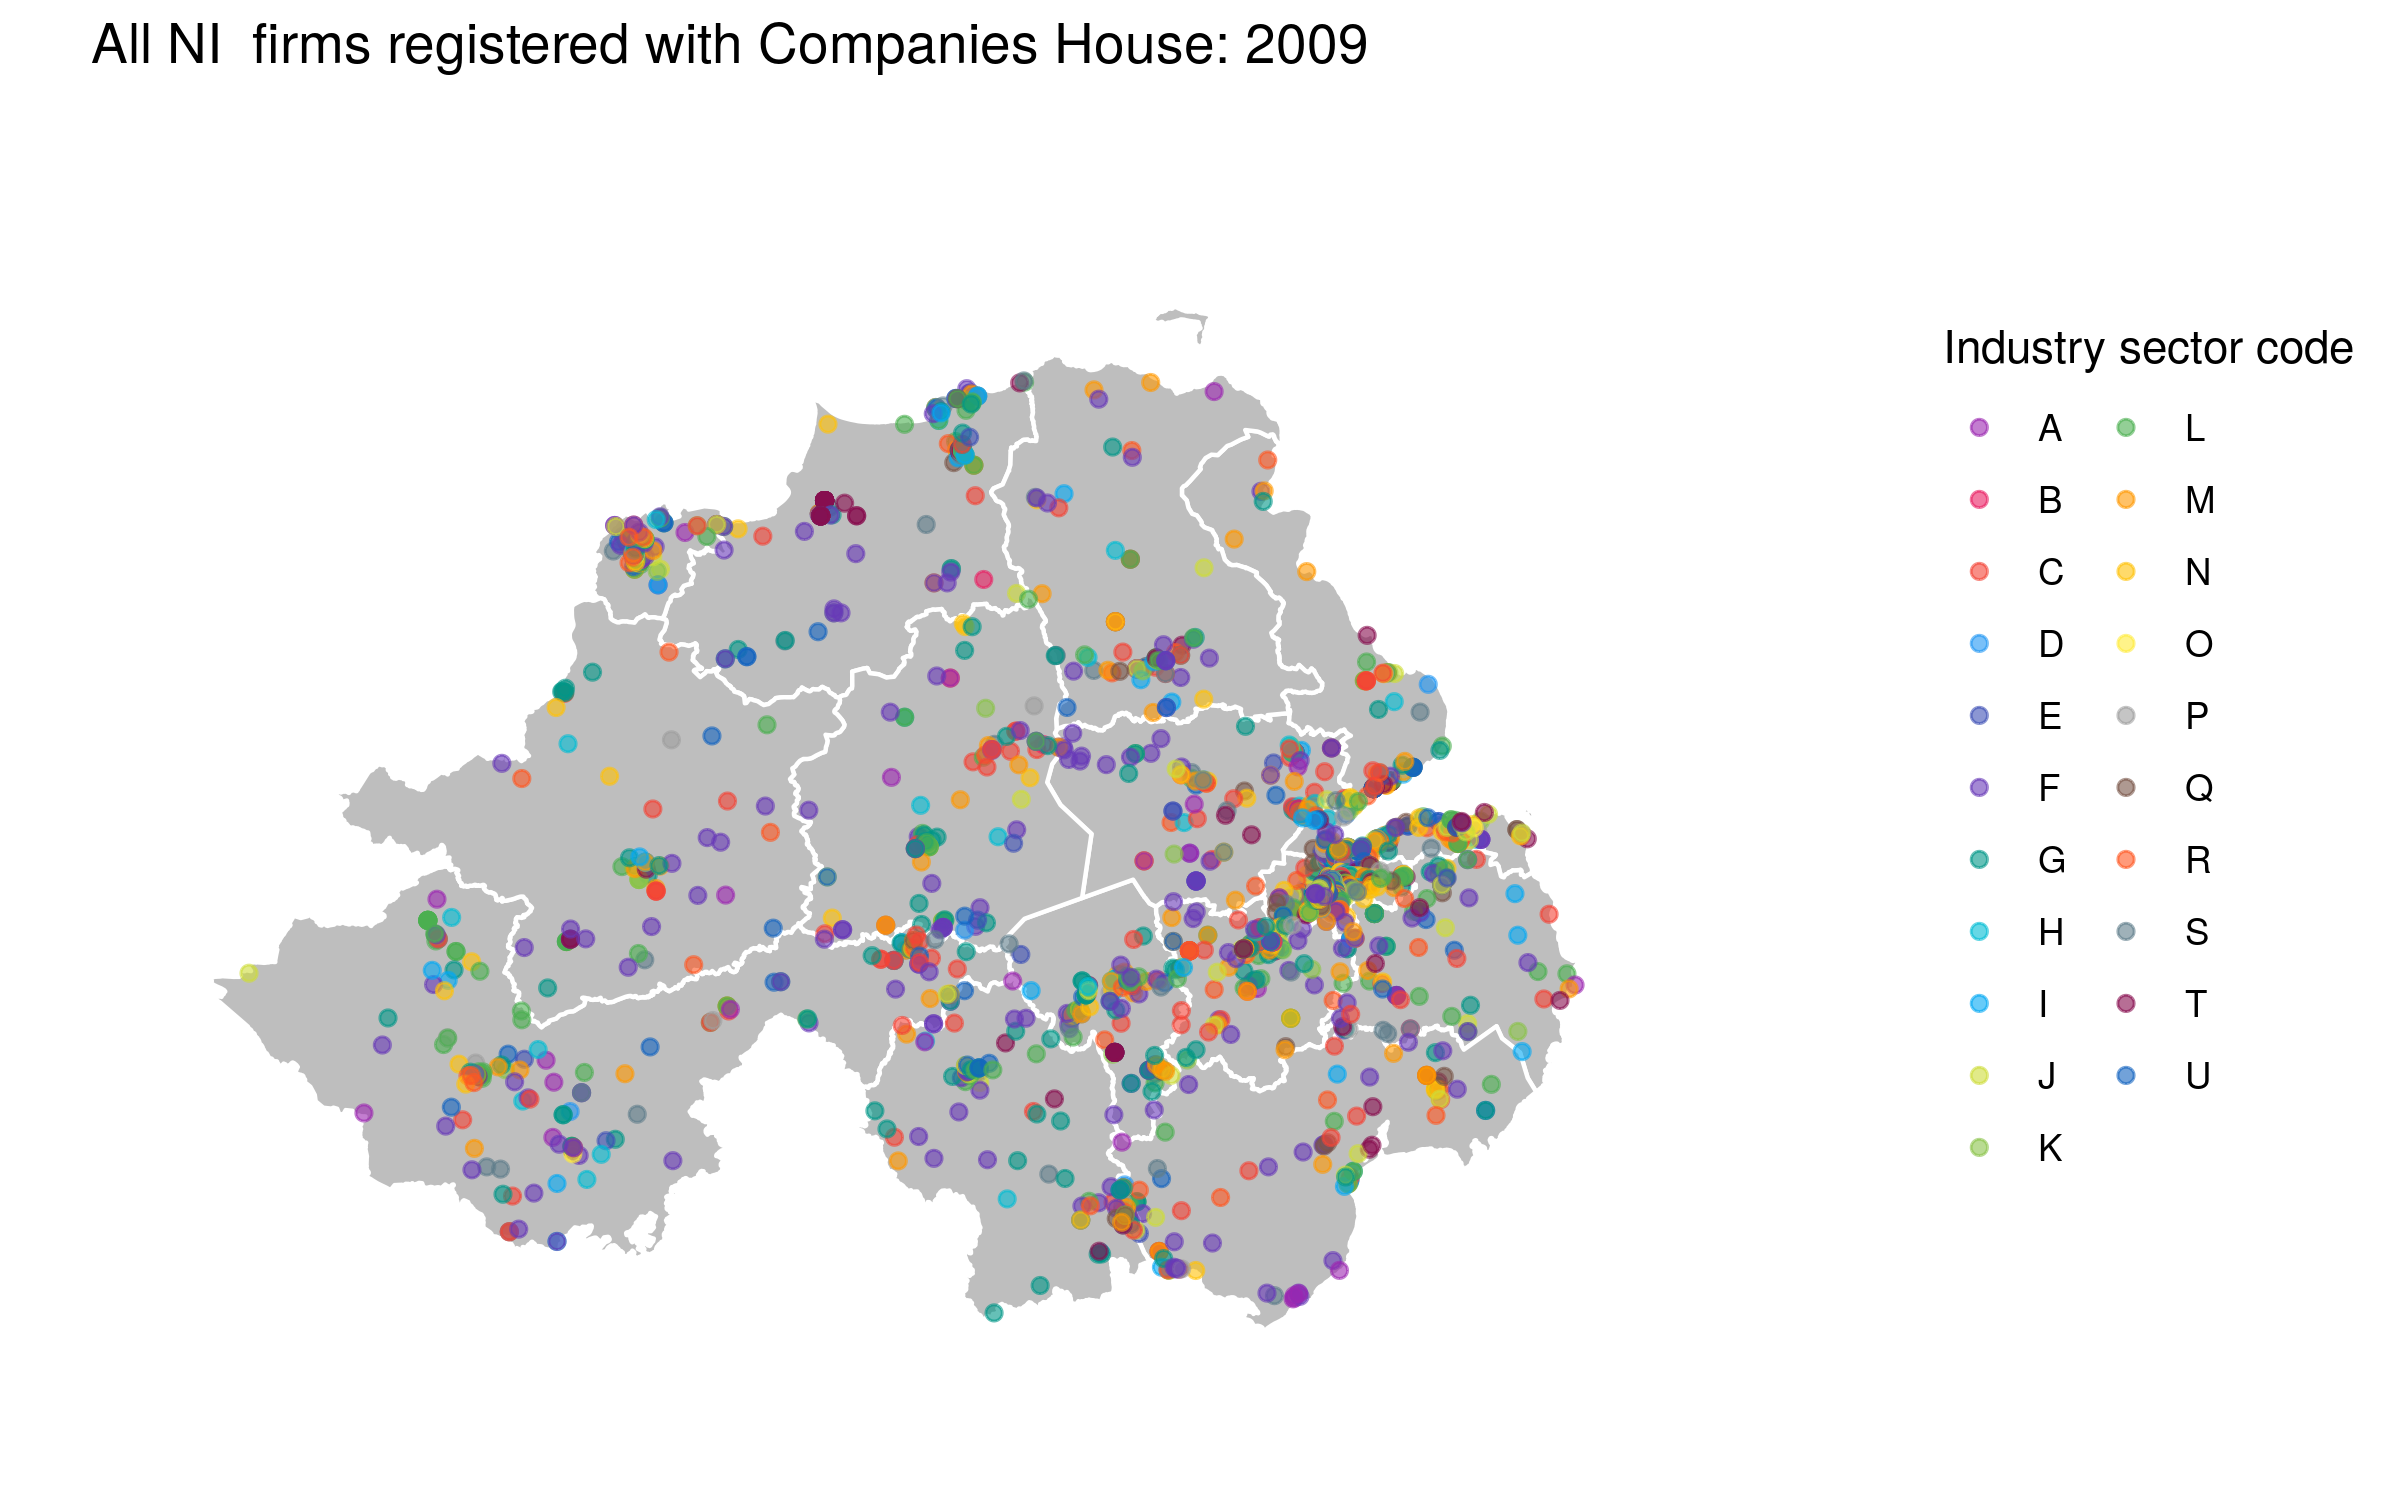 All NI  firms registered with Companies House: 2009
Industry sector code
A L
B M
C N
D O
E P
F Q
G R
H S
I T
J U
K